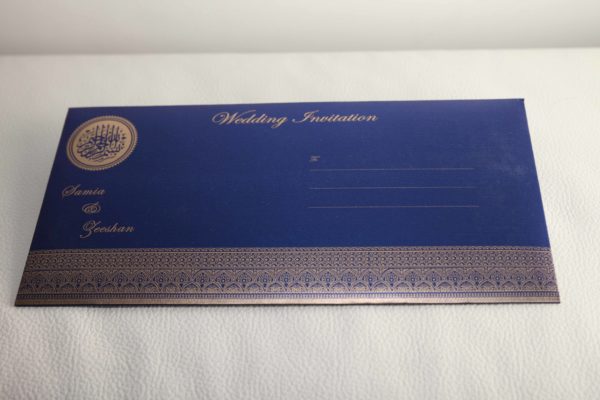 Wedding Invitation
To
Samia
&
Zeeshan